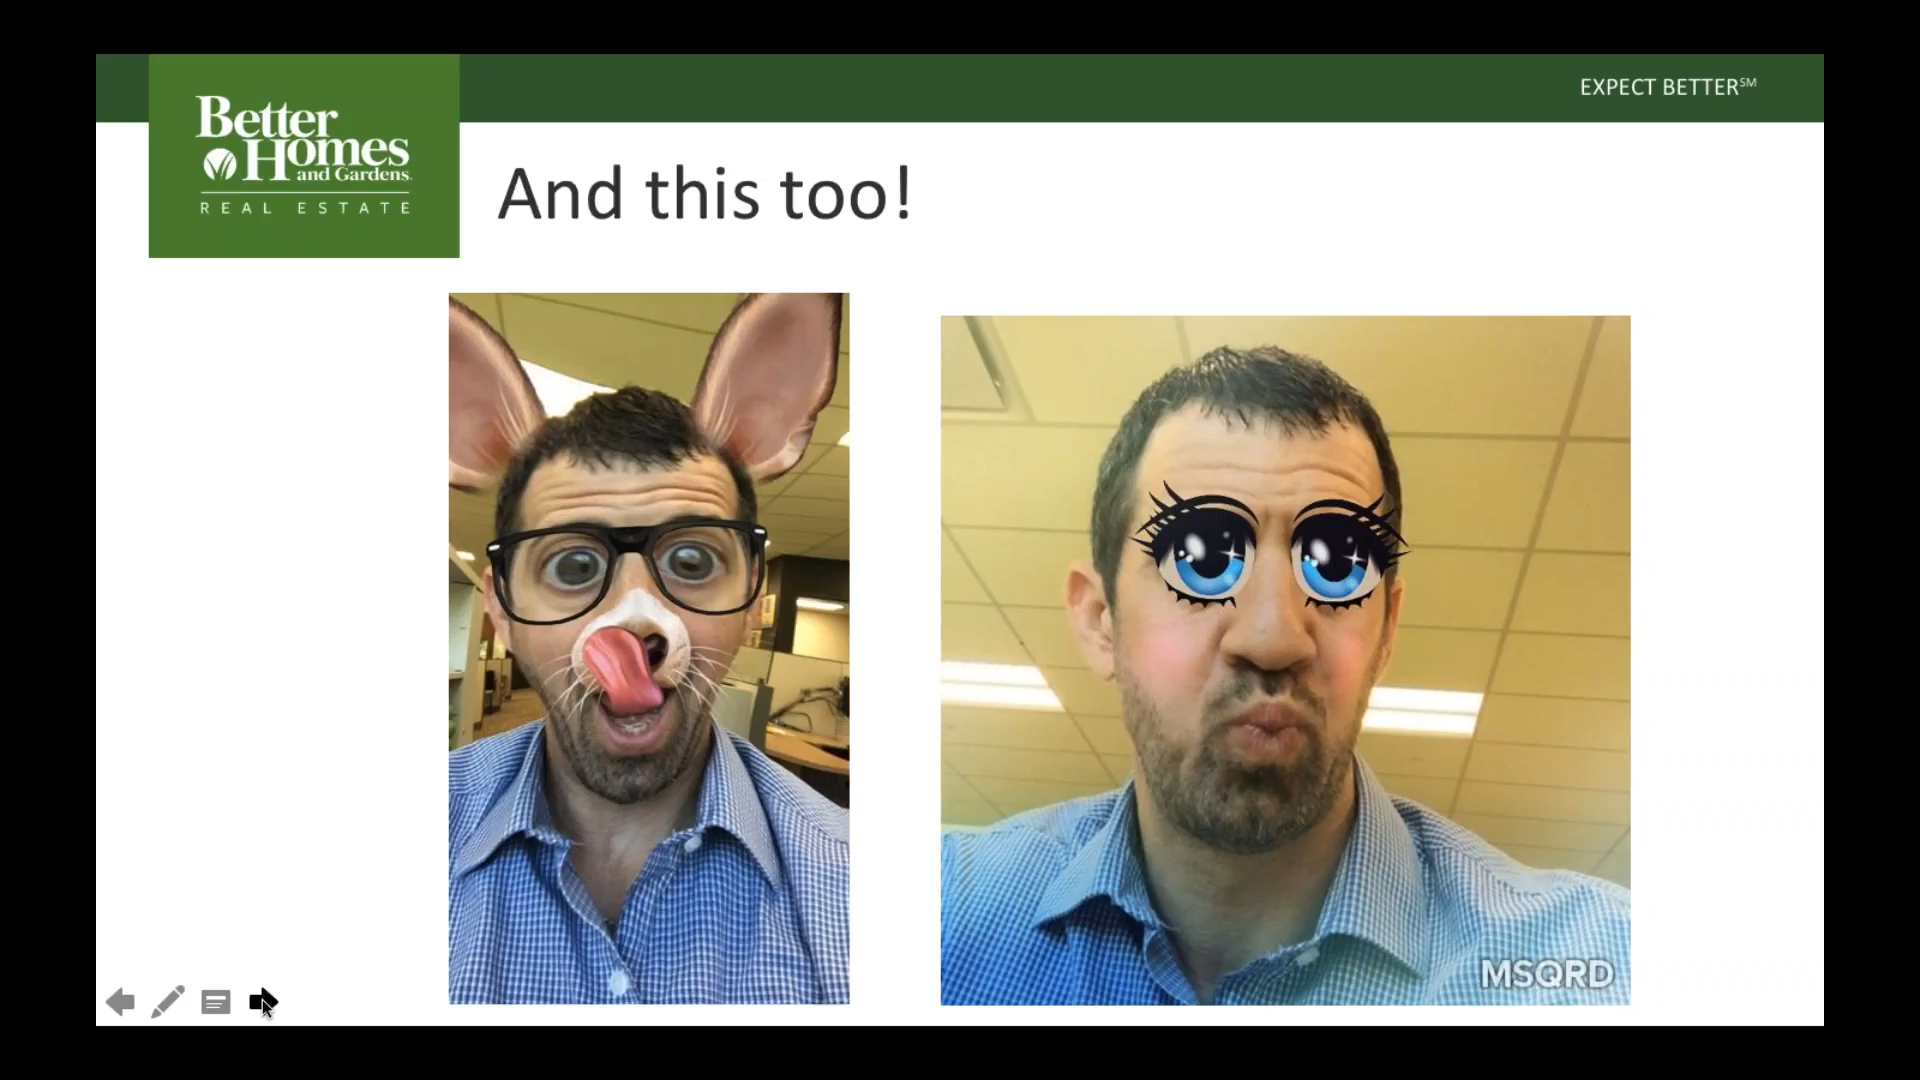 EXPECT BETTER℠
Better
Homes
and Gardens
REAL ESTATE
And this too!
MSQRD